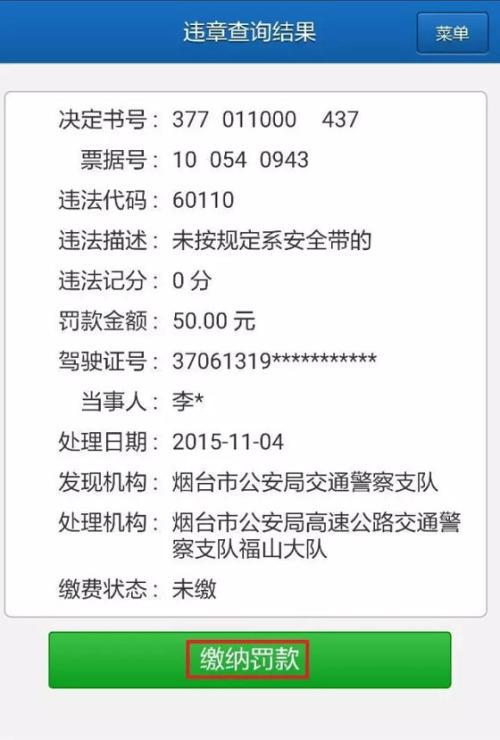 违章查询结果
菜单
决定书号： 377 011000 437
票据号： 10 054 0943
违法代码： 60110
违法描述： 未按规定系安全带的
违法记分： 0 分
罚款金额： 50.00 元
驾驶证号： 37061319***********
当事人： 李*
处理日期： 2015-11-04
发现机构： 烟台市公安局交通警察支队
处理机构： 烟台市公安局高速公路交通警
察支队福山大队
缴费状态： 未缴
缴纳罚款